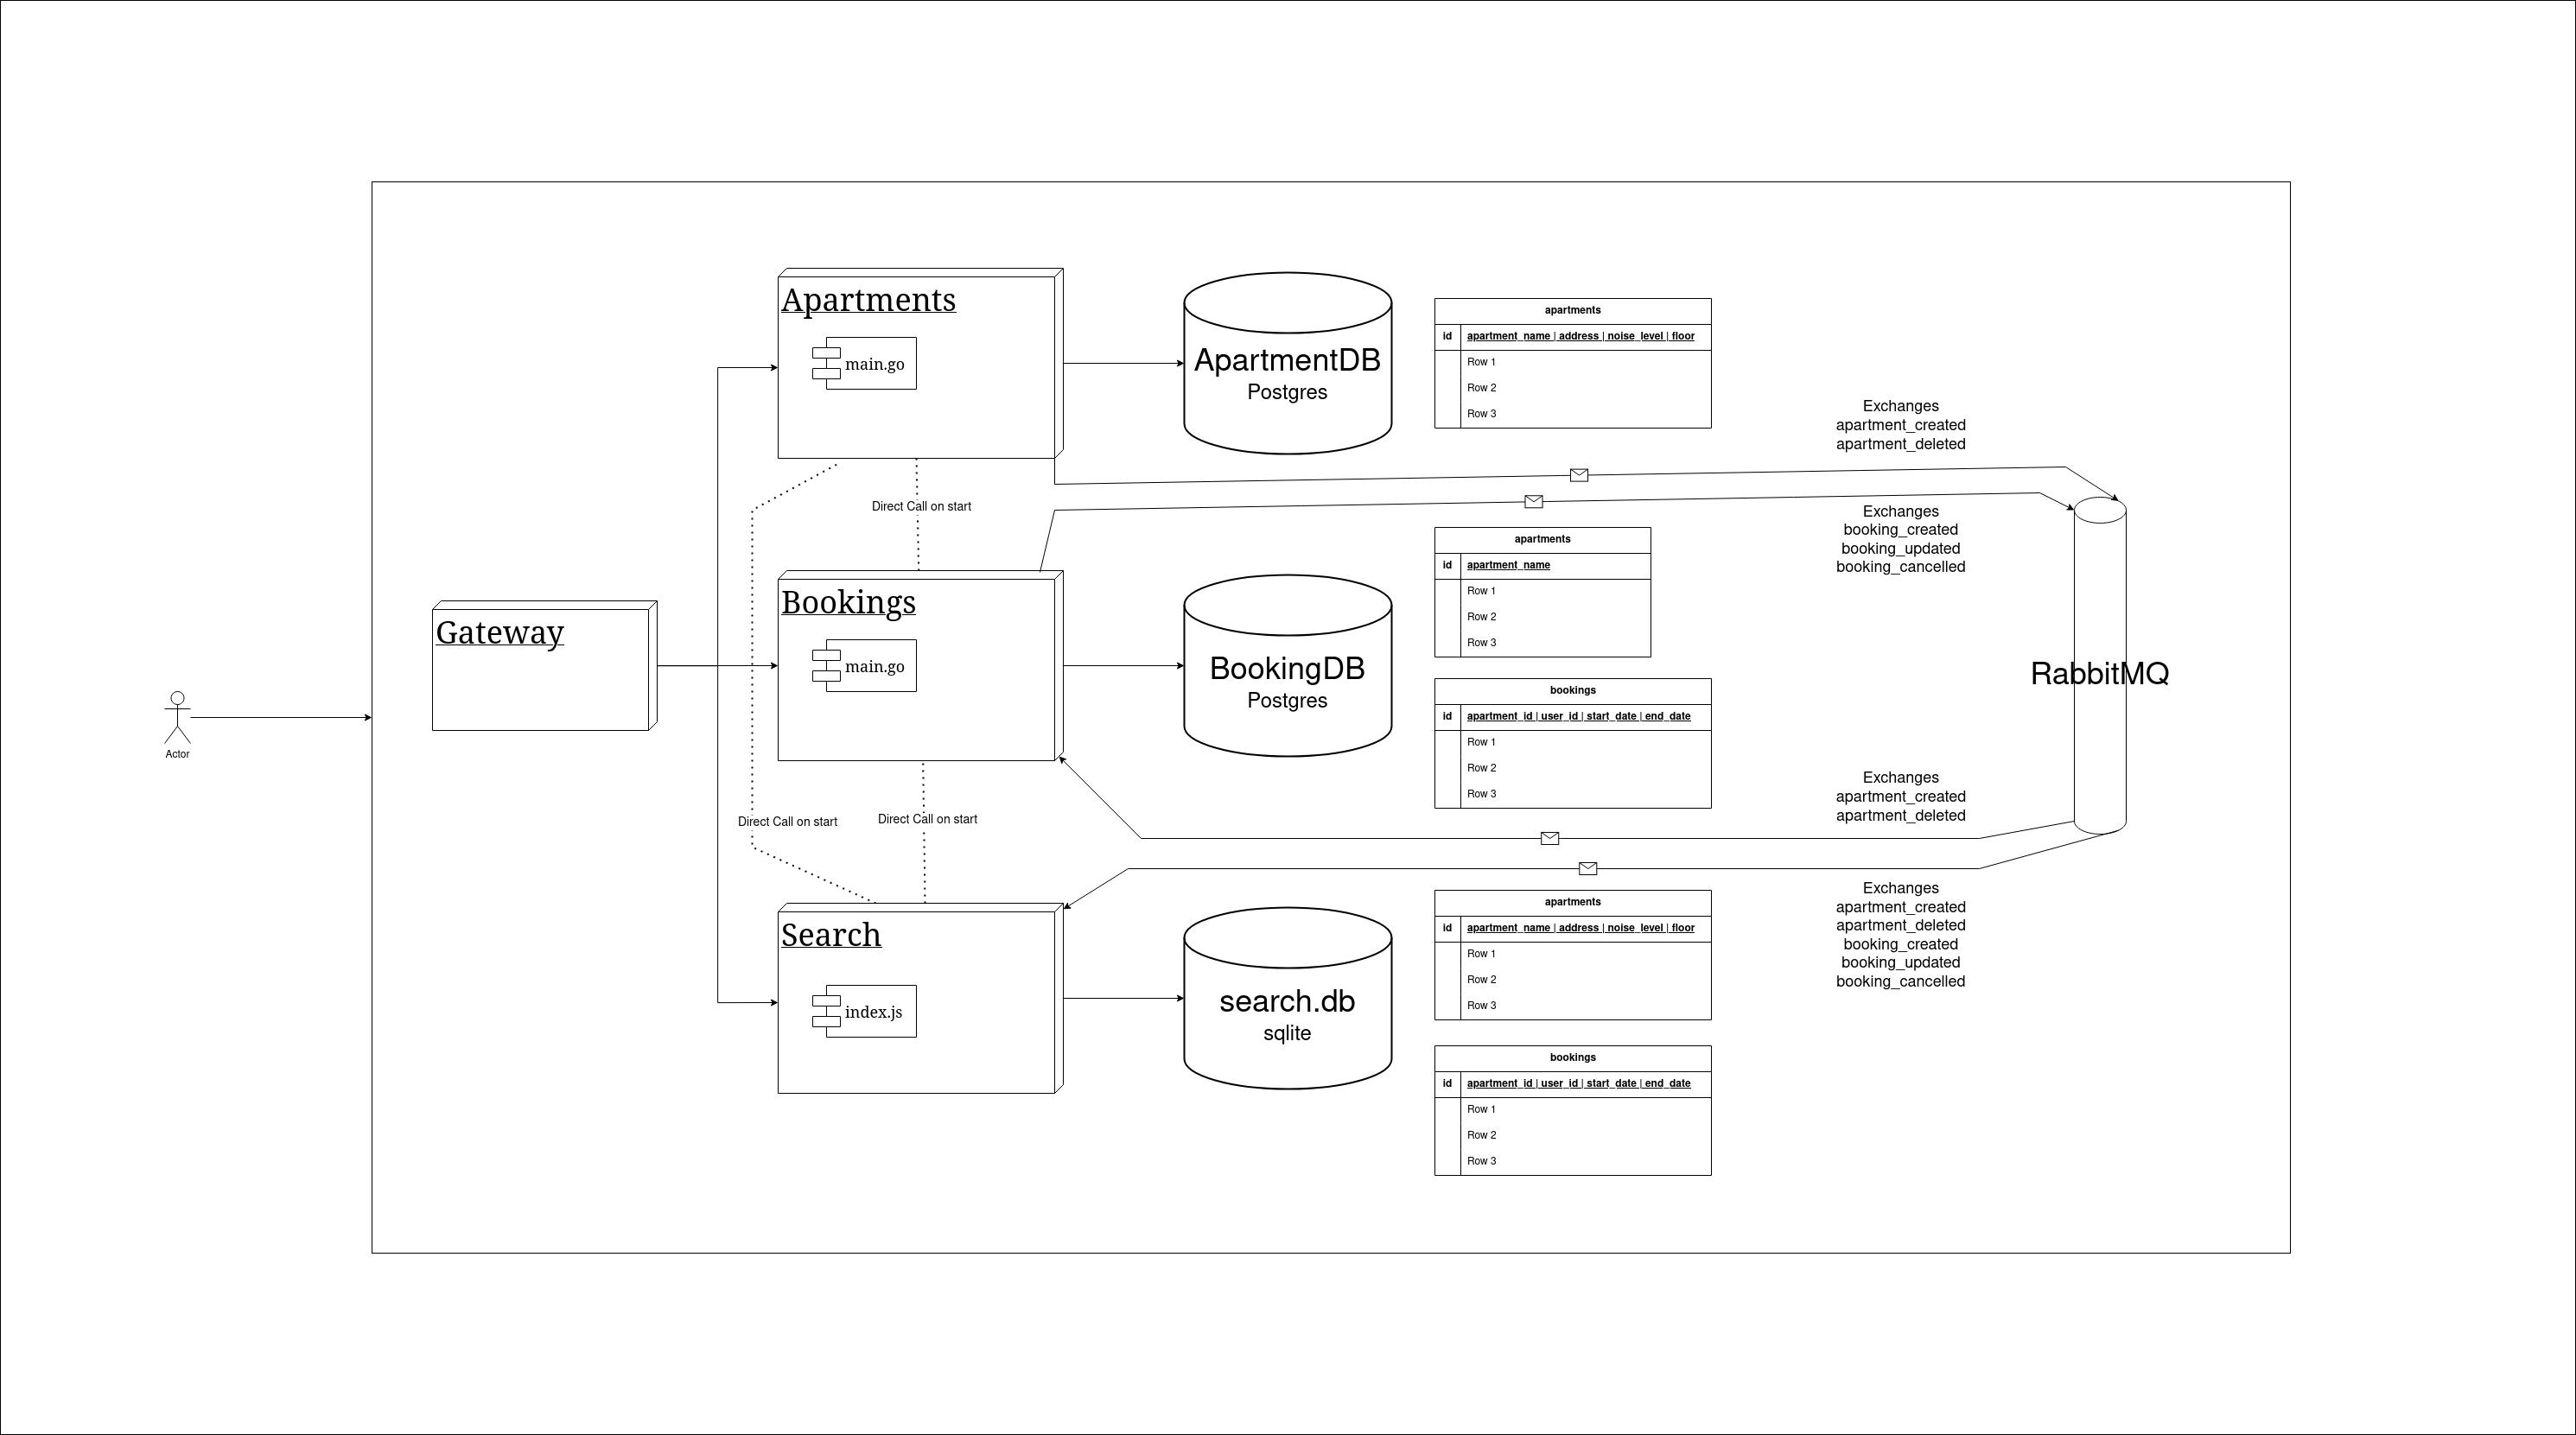 Actor
Gateway
Apartments
main.go
Direct Call on start
Bookings
main.go
Direct Call on start
Direct Call on start
Search
index.js
ApartmentDB
Postgres
apartments
id apartment_name | address | noise_level | floor
Row 1
Row 2
Row 3
Exchanges
apartment_created
apartment_deleted
Exchanges
booking_created
booking_updated
booking_cancelled
BookingDB
Postgres
apartments
id apartment_name
Row 1
Row 2
Row 3
bookings
id apartment_id | user_id | start_date | end_date
Row 1
Row 2
Row 3
RabbitMQ
Exchanges
apartment_created
apartment_deleted
search.db
sqlite
apartments
id apartment_name | address | noise_level | floor
Row 1
Row 2
Row 3
bookings
id apartment_id | user_id | start_date | end_date
Row 1
Row 2
Row 3
Exchanges
apartment_created
apartment_deleted
booking_created
booking_updated
booking_cancelled